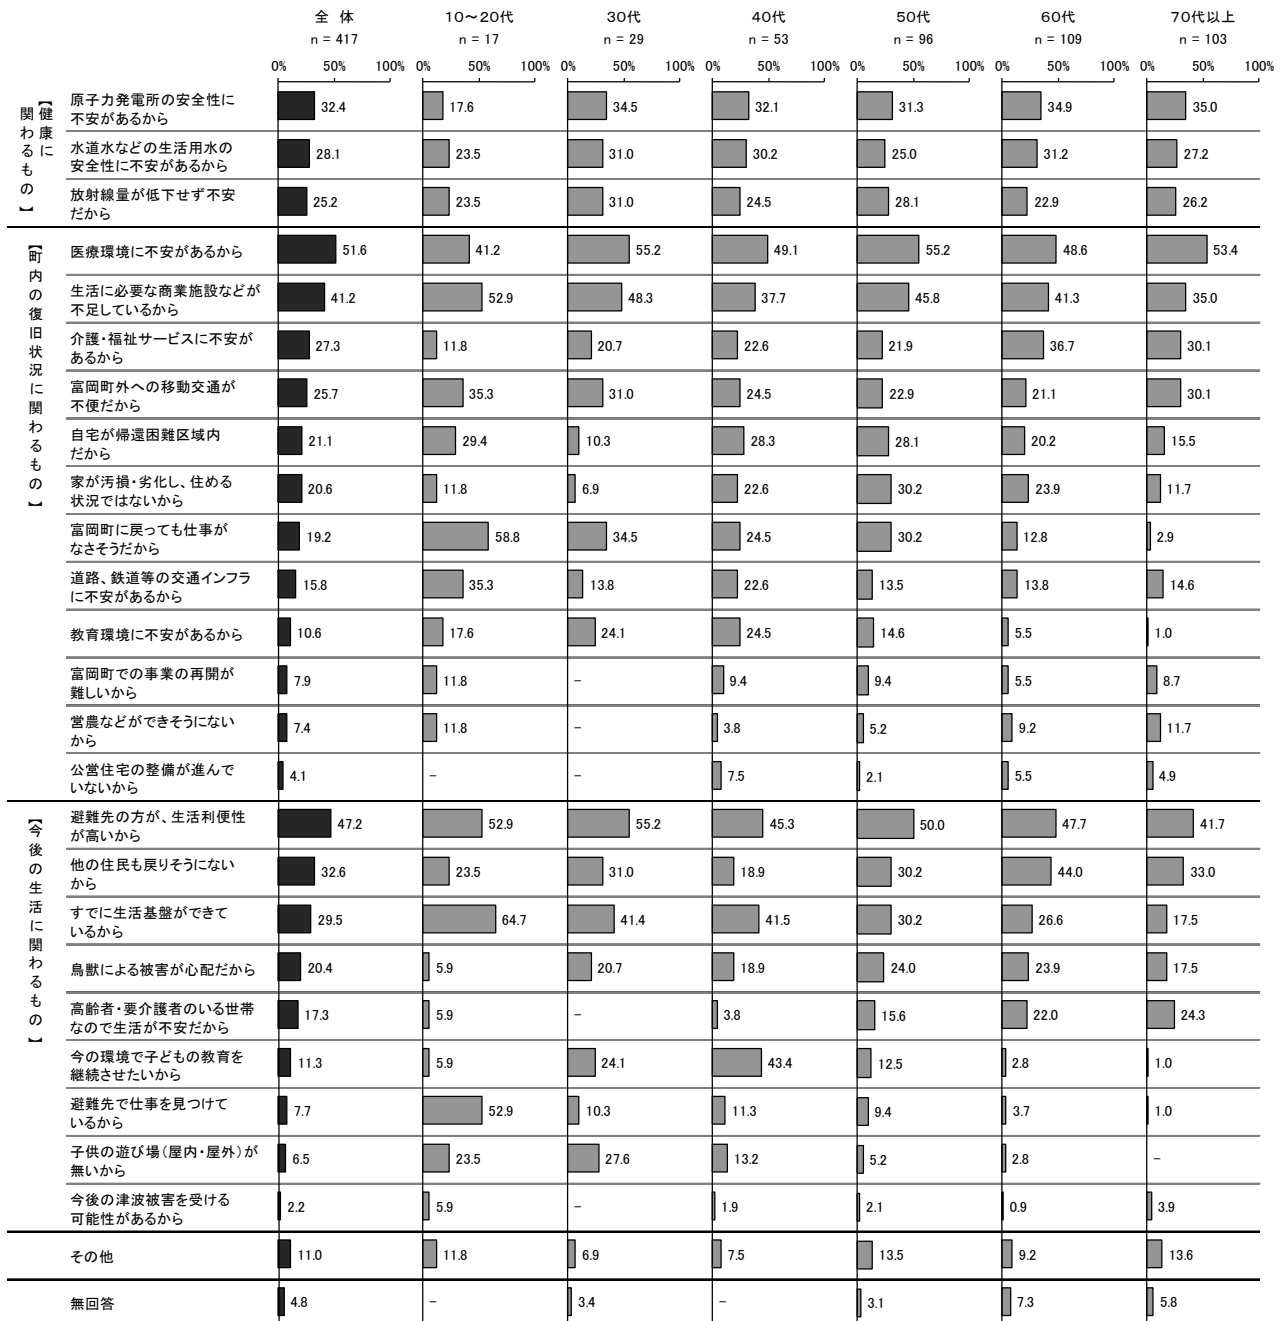 全 体 10～20代 30代 40代 50代 60代 70代以上
n = 417 n = 17 n = 29 n = 53 n = 96 n = 109 n = 103
0% 50% 100% 0% 50% 100% 0% 50% 100% 0% 50% 100% 0% 50% 100% 0% 50% 100% 0% 50% 100%
【健康に
関わるもの】
原子力発電所の安全性に
不安があるから
32.4 17.6 34.5 32.1 31.3 34.9 35.0
水道水などの生活用水の
安全性に不安があるから
28.1 23.5 31.0 30.2 25.0 31.2 27.2
放射線量が低下せず不安
だから
25.2 23.5 31.0 24.5 28.1 22.9 26.2
【町内の復旧状況に関わるもの】
医療環境に不安があるから
51.6 41.2 55.2 49.1 55.2 48.6 53.4
生活に必要な商業施設などが
不足しているから
41.2 52.9 48.3 37.7 45.8 41.3 35.0
介護・福祉サービスに不安が
あるから
27.3 11.8 20.7 22.6 21.9 36.7 30.1
富岡町外への移動交通が
不便だから
25.7 35.3 31.0 24.5 22.9 21.1 30.1
自宅が帰還困難区域内
だから
21.1 29.4 10.3 28.3 28.1 20.2 15.5
家が汚損・劣化し、住める
状況ではないから
20.6 11.8 6.9 22.6 30.2 23.9 11.7
富岡町に戻っても仕事が
なさそうだから
19.2 58.8 34.5 24.5 30.2 12.8 2.9
道路、鉄道等の交通インフラ
に不安があるから
15.8 35.3 13.8 22.6 13.5 13.8 14.6
教育環境に不安があるから
10.6 17.6 24.1 24.5 14.6 5.5 1.0
富岡町での事業の再開が
難しいから
7.9 11.8 － 9.4 9.4 5.5 8.7
営農などができそうにない
から
7.4 11.8 － 3.8 5.2 9.2 11.7
公営住宅の整備が進んで
いないから
4.1 － － 7.5 2.1 5.5 4.9
【今後の生活に関わるもの】
避難先の方が、生活利便性
が高いから
47.2 52.9 55.2 45.3 50.0 47.7 41.7
他の住民も戻りそうにない
から
32.6 23.5 31.0 18.9 30.2 44.0 33.0
すでに生活基盤ができて
いるから
29.5 64.7 41.4 41.5 30.2 26.6 17.5
鳥獣による被害が心配だから
20.4 5.9 20.7 18.9 24.0 23.9 17.5
高齢者・要介護者のいる世帯
なので生活が不安だから
17.3 5.9 － 3.8 15.6 22.0 24.3
今の環境で子どもの教育を
継続させたいから
11.3 5.9 24.1 43.4 12.5 2.8 1.0
避難先で仕事を見つけて
いるから
7.7 52.9 10.3 11.3 9.4 3.7 1.0
子供の遊び場（屋内・屋外）が
無いから
6.5 23.5 27.6 13.2 5.2 2.8 －
今後の津波被害を受ける
可能性があるから
2.2 5.9 － 1.9 2.1 0.9 3.9
その他
11.0 11.8 6.9 7.5 13.5 9.2 13.6
無回答
4.8 － 3.4 － 3.1 7.3 5.8